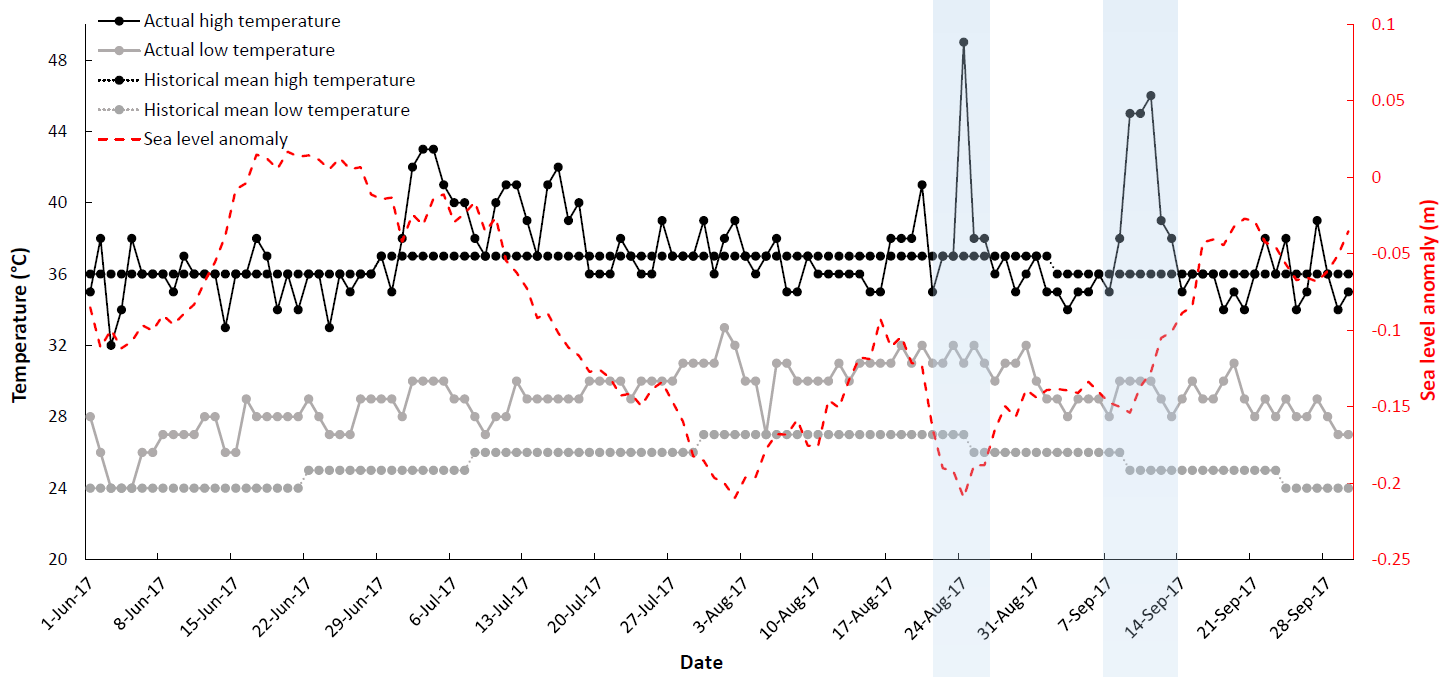 Actual high temperature
Actual low temperature
Historical mean high temperature
Historical mean low temperature
Sea level anomaly
48
44
40
36
32
28
24
20
Temperature (°C)
0.1
0.05
0
-0.05
-0.1
-0.15
-0.2
-0.25
Sea level anomaly (m)
1-Jun-17
8-Jun-17
15-Jun-17
22-Jun-17
29-Jun-17
6-Jul-17
13-Jul-17
20-Jul-17
27-Jul-17
3-Aug-17
10-Aug-17
17-Aug-17
24-Aug-17
31-Aug-17
7-Sep-17
14-Sep-17
21-Sep-17
28-Sep-17
Date